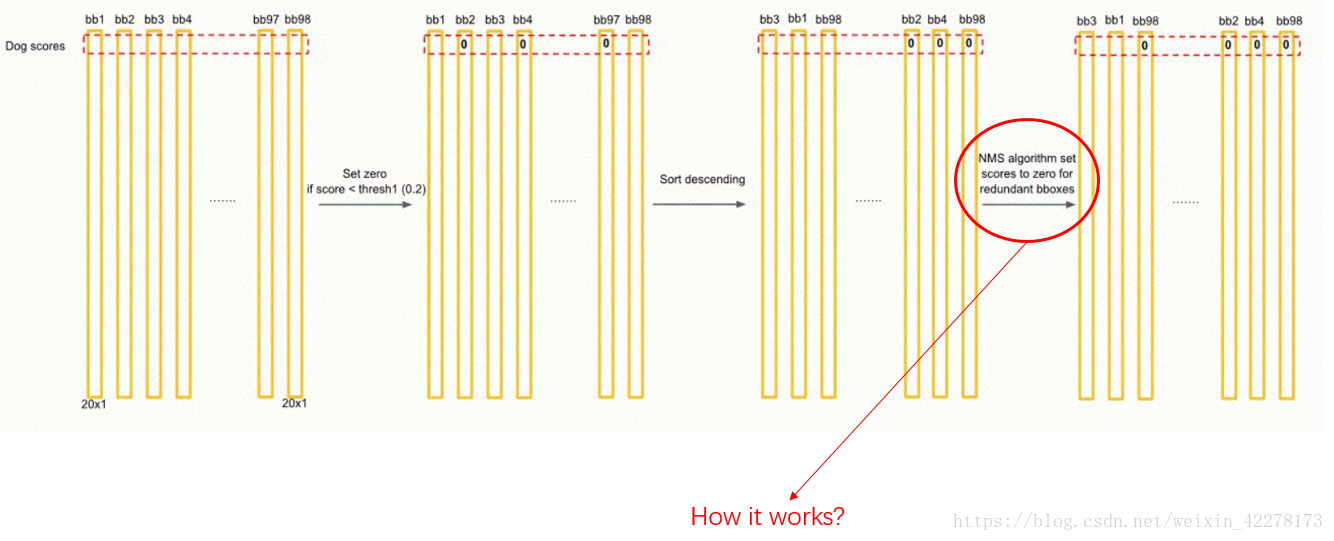 bb1 bb2 bb3 bb4 bb97 bb98
bb1 bb2 bb3 bb4 bb97 bb98
bb3 bb1 bb98 bb2 bb4 bb98
bb3 bb1 bb98 bb2 bb4 bb98
Dog scores
0 0 0
0 0 0
0 0 0 0
.......
Set zero
if score < thresh1 (0.2)
.......
Sort descending
.......
NMS algorithm set
scores to zero for
redundant bboxes
.......
20x1 20x1
How it works?
https://blog.csdn.net/weixin_42278173